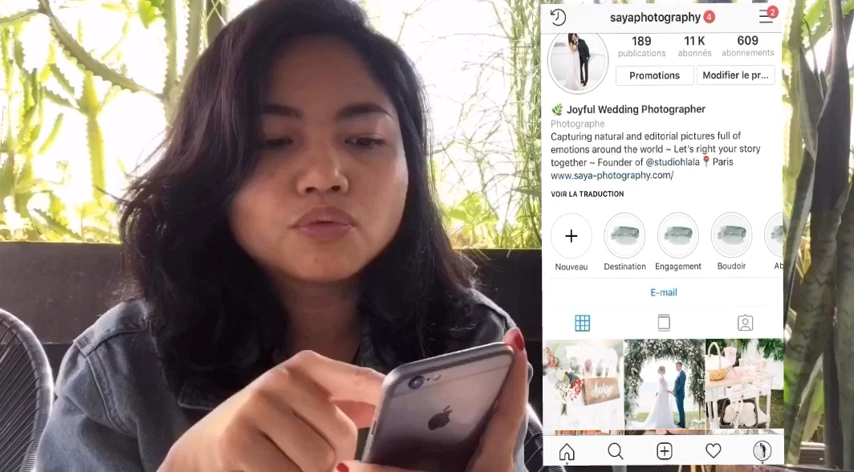 sayaphotography 4
2
189 11 K 609
publications abonnés abonnements
Promotions Modifier le pr...
🌿 Joyful Wedding Photographer
Photographe
Capturing natural and editorial pictures full of
emotions around the world ~ Let's right your story
together ~ Founder of @studiohlala📍Paris
www.saya-photography.com/
VOIR LA TRADUCTION
Nouveau Destination Engagement Boudoir Ab
E-mail